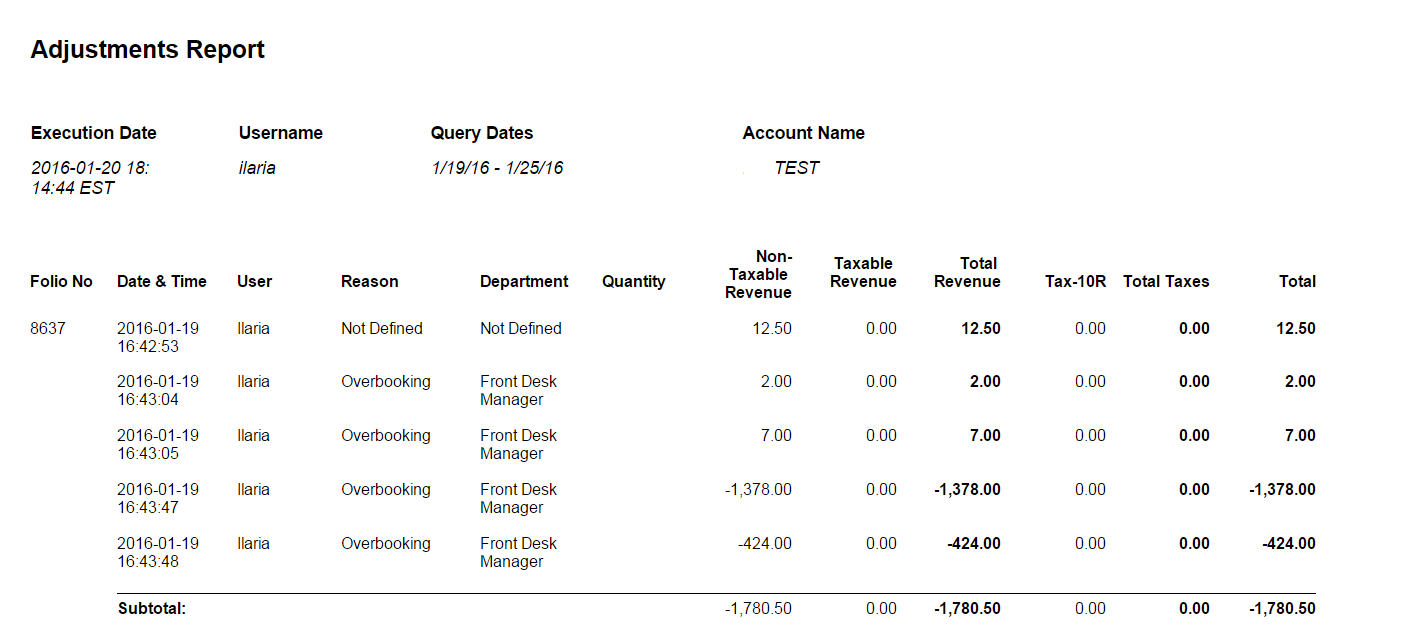 Adjustments Report
Execution Date Username Query Dates Account Name
2016-01-20 18: ilaria 1/19/16 - 1/25/16 TEST
14:44 EST
Non-
Taxable Taxable Total
Folio No Date & Time User Reason Department Quantity Revenue Revenue Revenue Tax-10R Total Taxes Total
8637 2016-01-19 Ilaria Not Defined Not Defined 12.50 0.00 12.50 0.00 0.00 12.50
16:42:53
2016-01-19 Ilaria Overbooking Front Desk 2.00 0.00 2.00 0.00 0.00 2.00
16:43:04 Manager
2016-01-19 Ilaria Overbooking Front Desk 7.00 0.00 7.00 0.00 0.00 7.00
16:43:05 Manager
2016-01-19 Ilaria Overbooking Front Desk -1,378.00 0.00 -1,378.00 0.00 0.00 -1,378.00
16:43:47 Manager
2016-01-19 Ilaria Overbooking Front Desk -424.00 0.00 -424.00 0.00 0.00 -424.00
16:43:48 Manager
Subtotal: -1,780.50 0.00 -1,780.50 0.00 0.00 -1,780.50